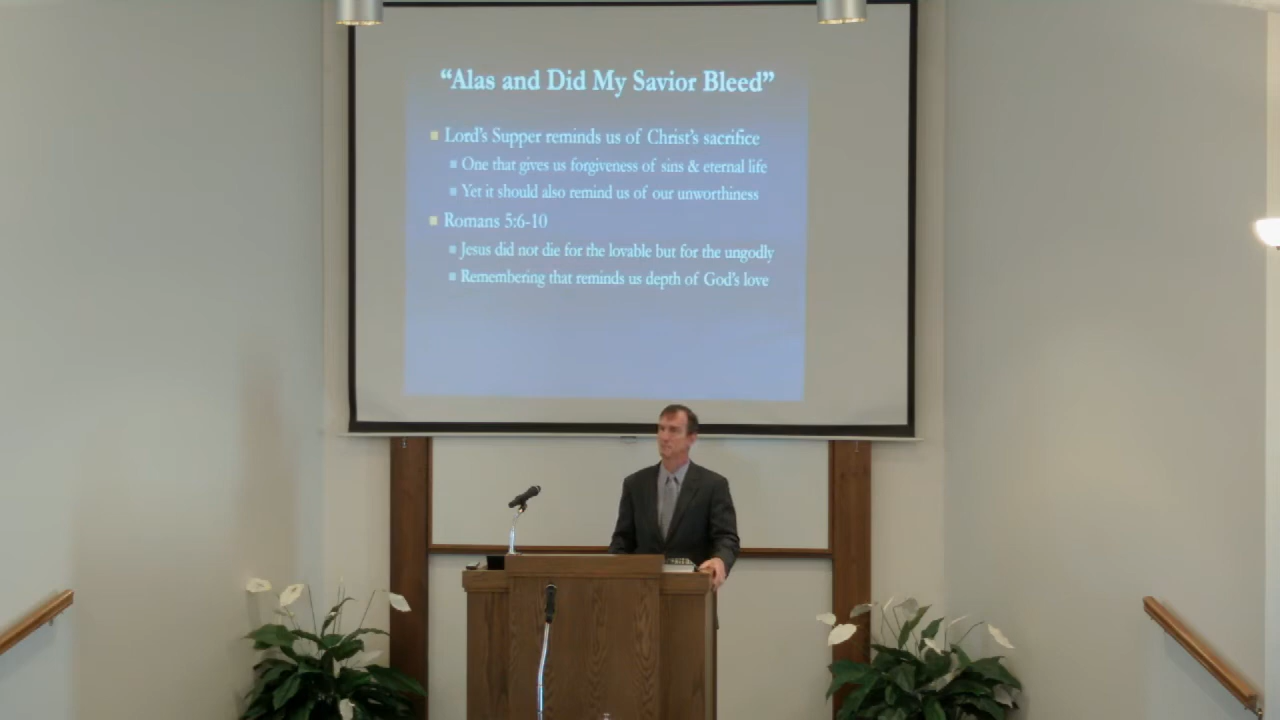 “Alas and Did My Savior Bleed”
Lord’s Supper reminds us of Christ’s sacrifice
One that gives us forgiveness of sins & eternal life
Yet it should also remind us of our unworthiness
Romans 5:6-10
Jesus did not die for the lovable but for the ungodly
Remembering that reminds us depth of God’s love